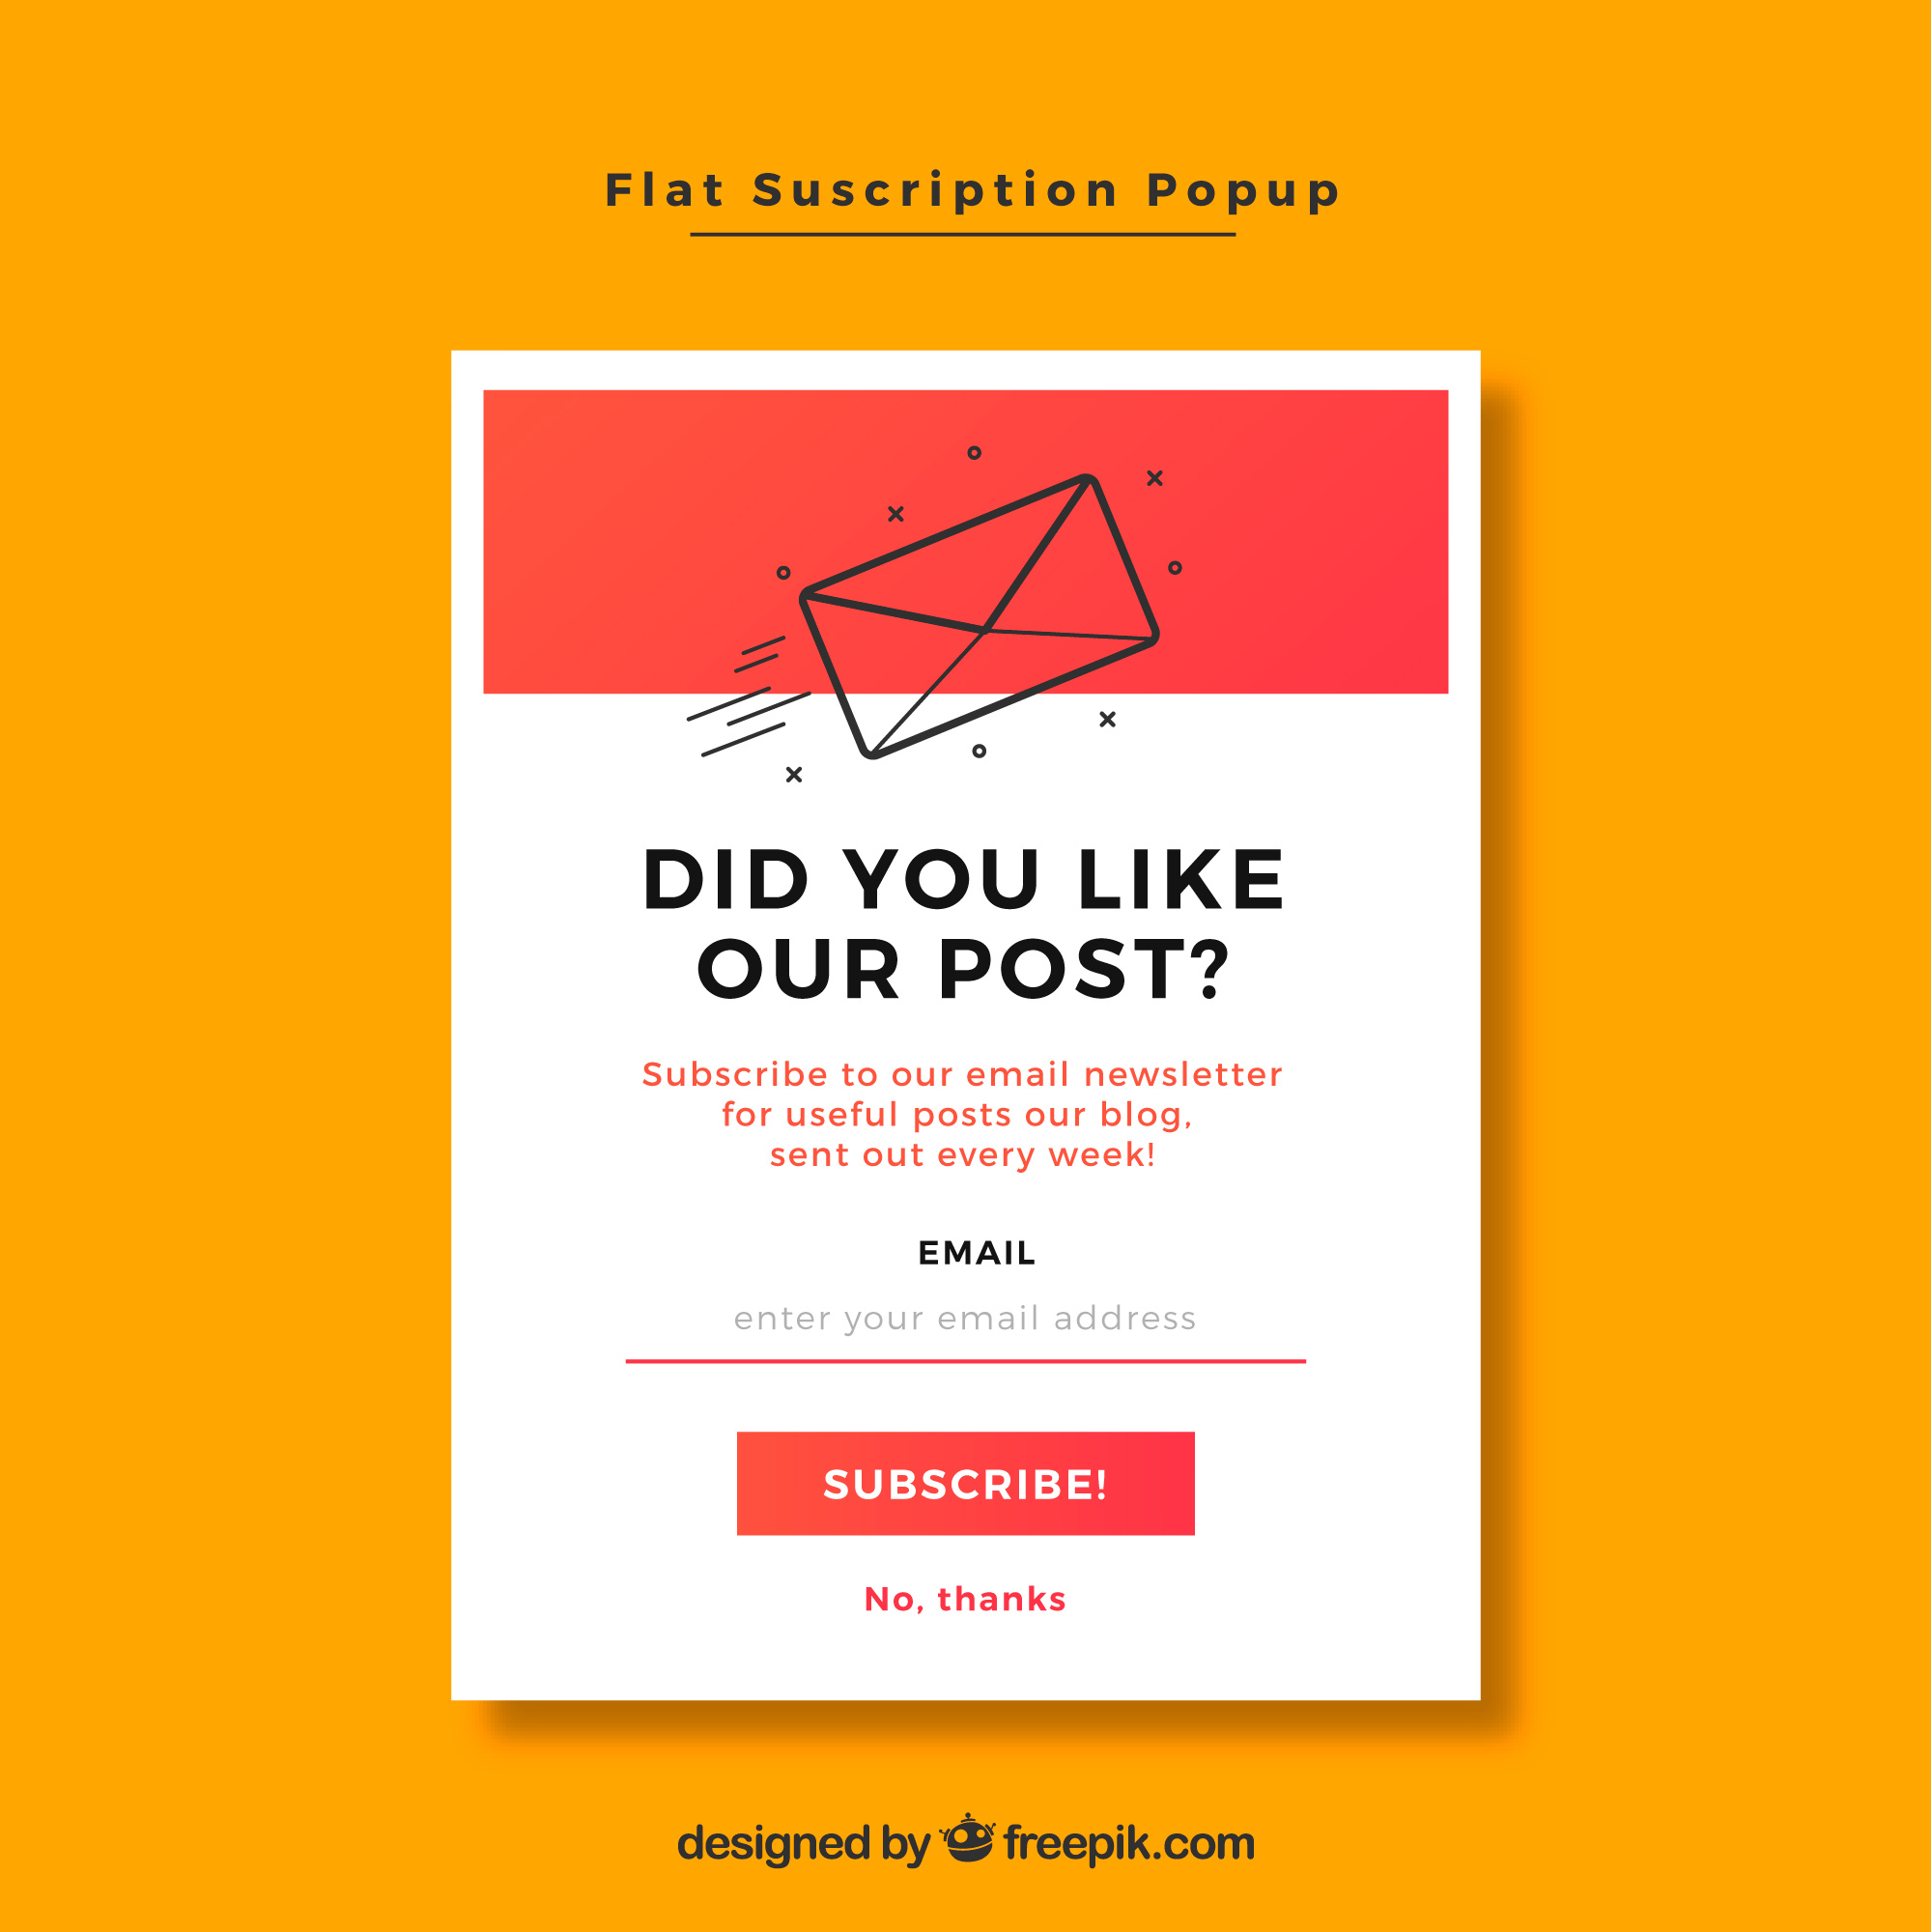 Flat Suscription Popup
DID YOU LIKE
OUR POST?
Subscribe to our email newsletter
for useful posts our blog,
sent out every week!
EMAIL
enter your email address
SUBSCRIBE!
No, thanks
designed by freepik.com